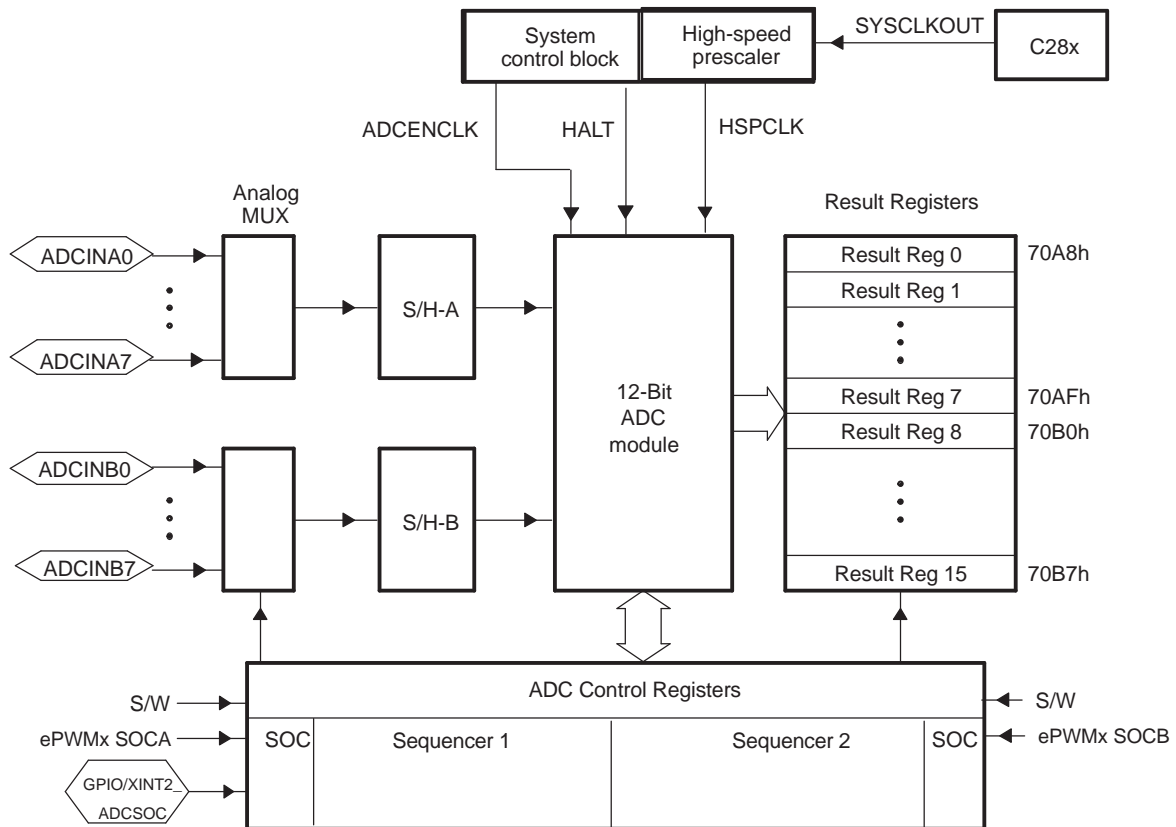 System
control block
High-speed
prescaler
SYSCLKOUT
C28x
ADCENCLK
HALT
HSPCLK
Analog
MUX
Result Registers
ADCINA0
ADCINA7
S/H-A
12-Bit
ADC
module
Result Reg 0
70A8h
Result Reg 1
Result Reg 7
70AFh
Result Reg 8
70B0h
ADCINB0
ADCINB7
S/H-B
Result Reg 15
70B7h
ADC Control Registers
S/W
S/W
ePWMx SOCA
SOC
Sequencer 1
Sequencer 2
SOC
ePWMx SOCB
GPIO/XINT2_
ADCSOC